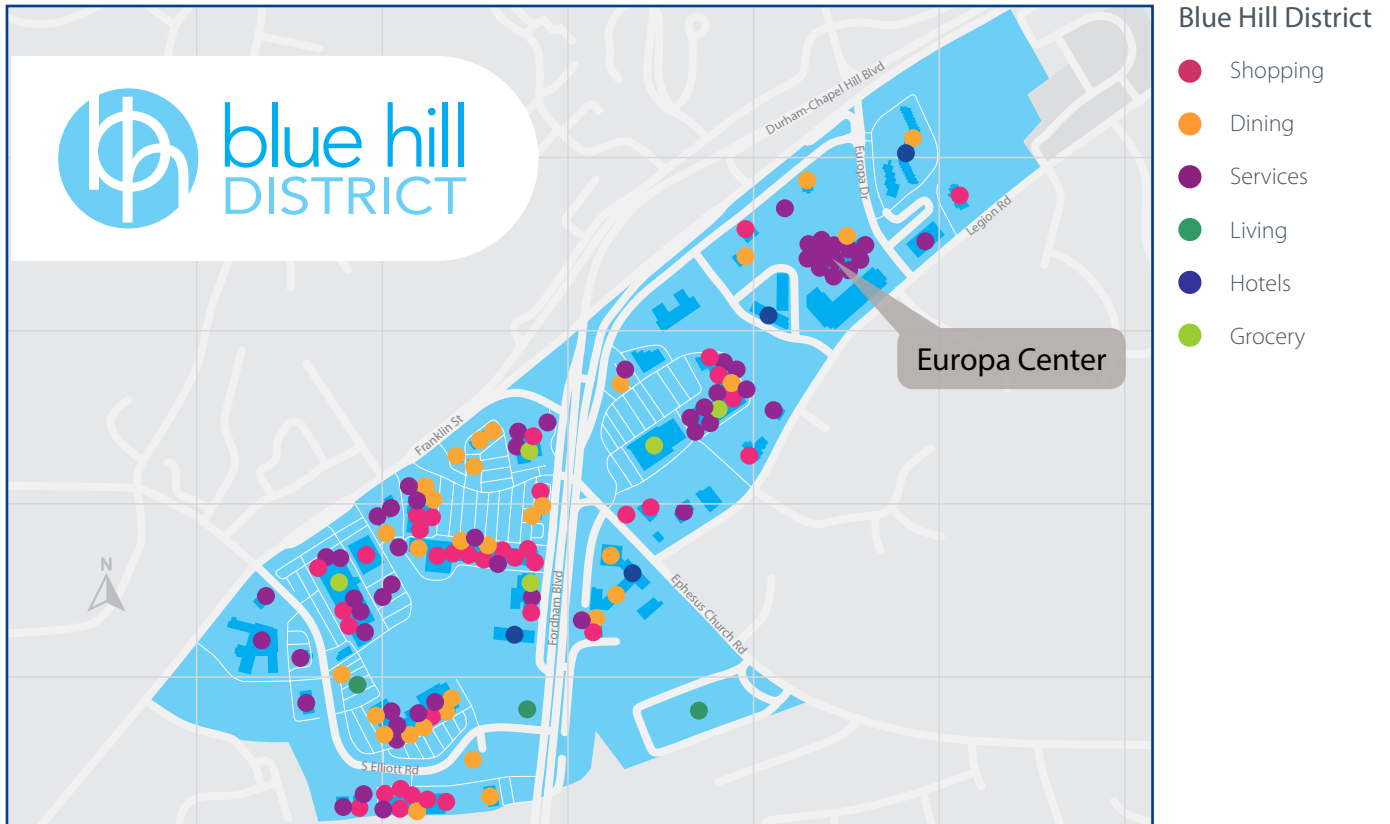 Blue Hill District
Shopping
Dining
Services
Living
Hotels
Grocery
bh
blue hill
DISTRICT
Durham-Chapel Hill Blvd
Europa Dr
Legion Rd
Europa Center
Franklin St
N
Fordham Blvd
Ephesus Church Rd
S Elliott Rd